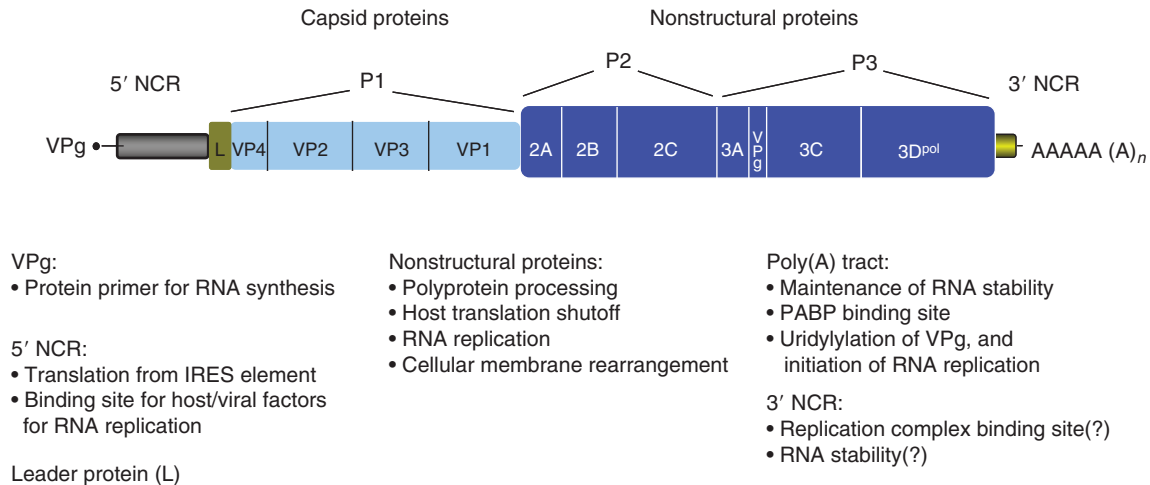 Capsid proteins
Nonstructural proteins
5′ NCR
P1
P2
P3
3′ NCR
VPg
L
VP4
VP2
VP3
VP1
2A
2B
2C
3A
VPg
3C
3Dpol
AAAAA (A)n
VPg:
• Protein primer for RNA synthesis
5′ NCR:
• Translation from IRES element
• Binding site for host/viral factors
for RNA replication
Leader protein (L)
Nonstructural proteins:
• Polyprotein processing
• Host translation shutoff
• RNA replication
• Cellular membrane rearrangement
Poly(A) tract:
• Maintenance of RNA stability
• PABP binding site
• Uridylylation of VPg, and
initiation of RNA replication
3′ NCR:
• Replication complex binding site(?)
• RNA stability(?)